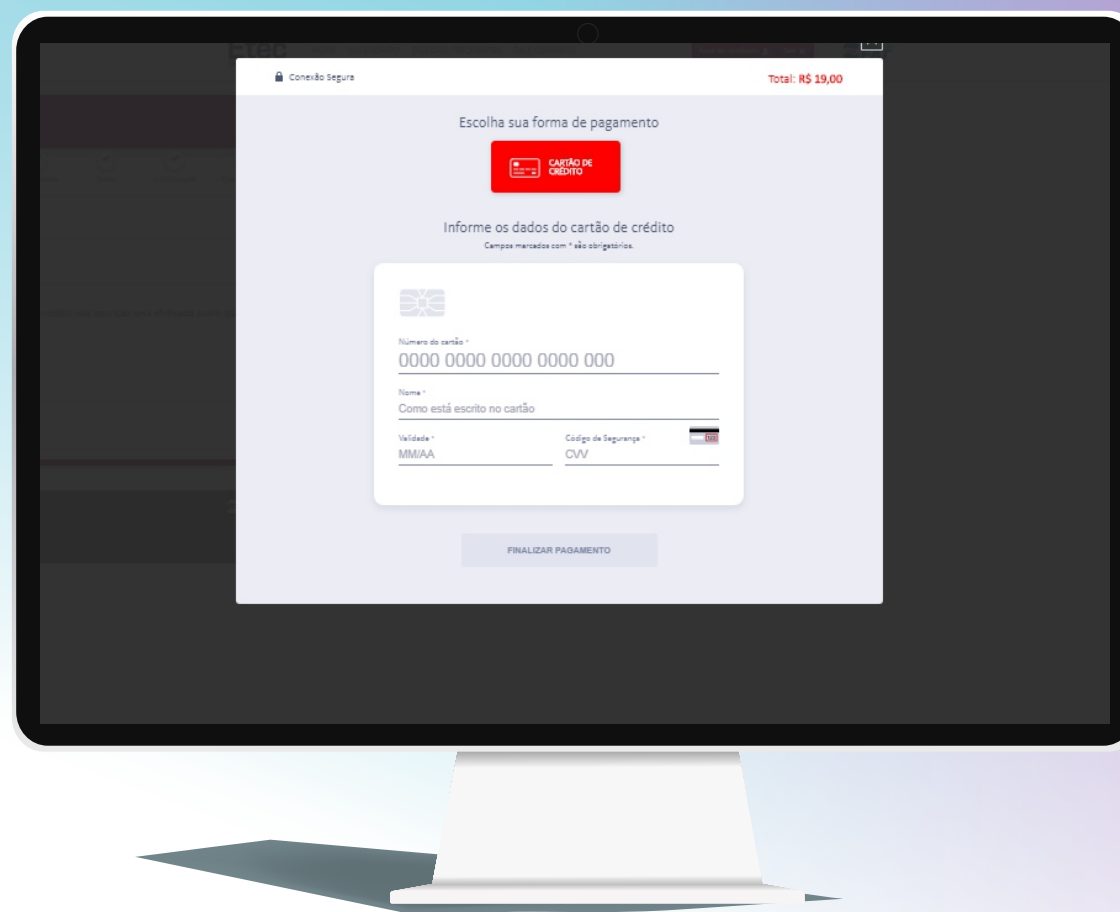 Etec
Conexão Segura
Total: R$ 19,00
Escolha sua forma de pagamento
CARTÃO DE
CRÉDITO
Informe os dados do cartão de crédito
Campos marcados com * são obrigatórios.
Número do cartão *
0000 0000 0000 0000 000
Nome *
Como está escrito no cartão
Validade *
Código de Segurança *
MM/AA
CVV
FINALIZAR PAGAMENTO